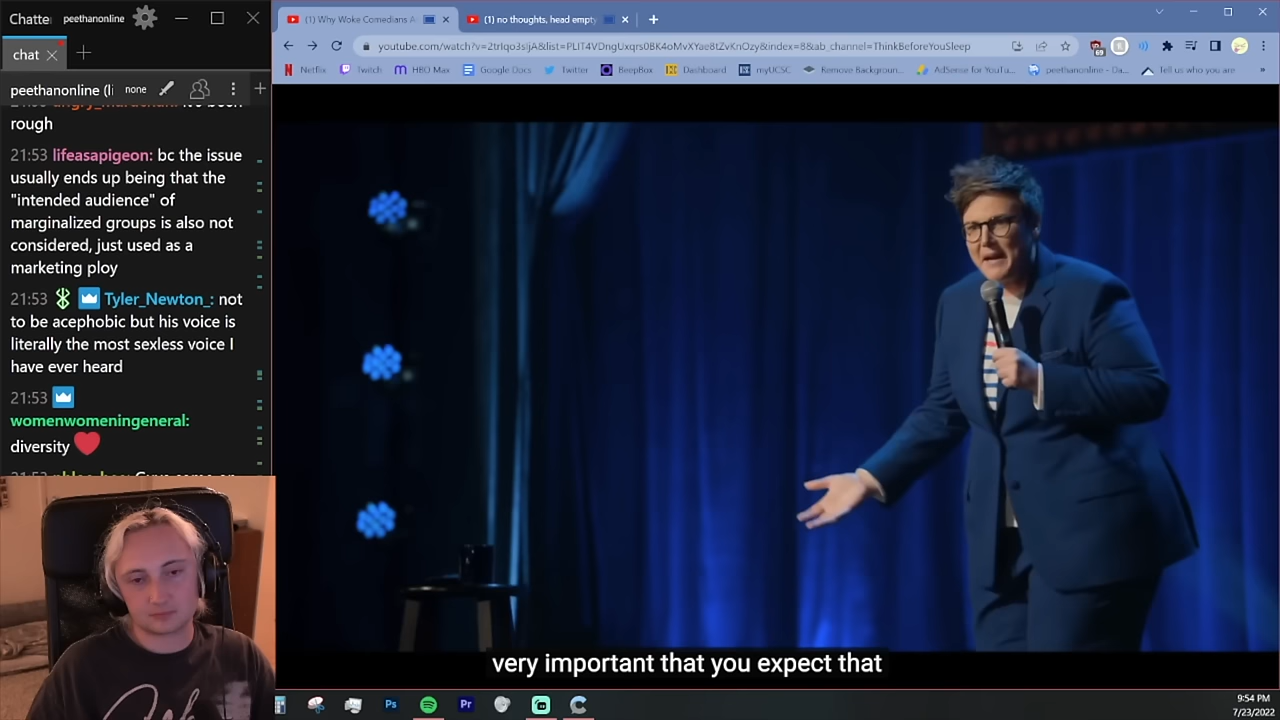 Chatte
peethanonline
(1) Why Woke Comedians A
(1) no thoughts, head empty
chat
youtube.com/watch?v=2trIqo3sIjA&list=PLIT4VDngUxqrs0BK4oMvXYae8tZvKnOzy&index=8&ab_channel=ThinkBeforeYouSleep
69
Netflix
Twitch
HBO Max
Google Docs
Twitter
BeepBox
Dashboard
myUCSC
Remove Backgroun...
AdSense for YouTu...
peethanonline - Da...
Tell us who you are
peethanonline (li
none
rough
21:53 lifeasapigeon: bc the issue
usually ends up being that the
"intended audience" of
marginalized groups is also not
considered, just used as a
marketing ploy
21:53 Tyler_Newton_: not
to be acephobic but his voice is
literally the most sexless voice I
have ever heard
21:53
womenwomeningeneral:
diversity
very important that you expect that
Ps
Pr
9:54 PM
7/23/2022